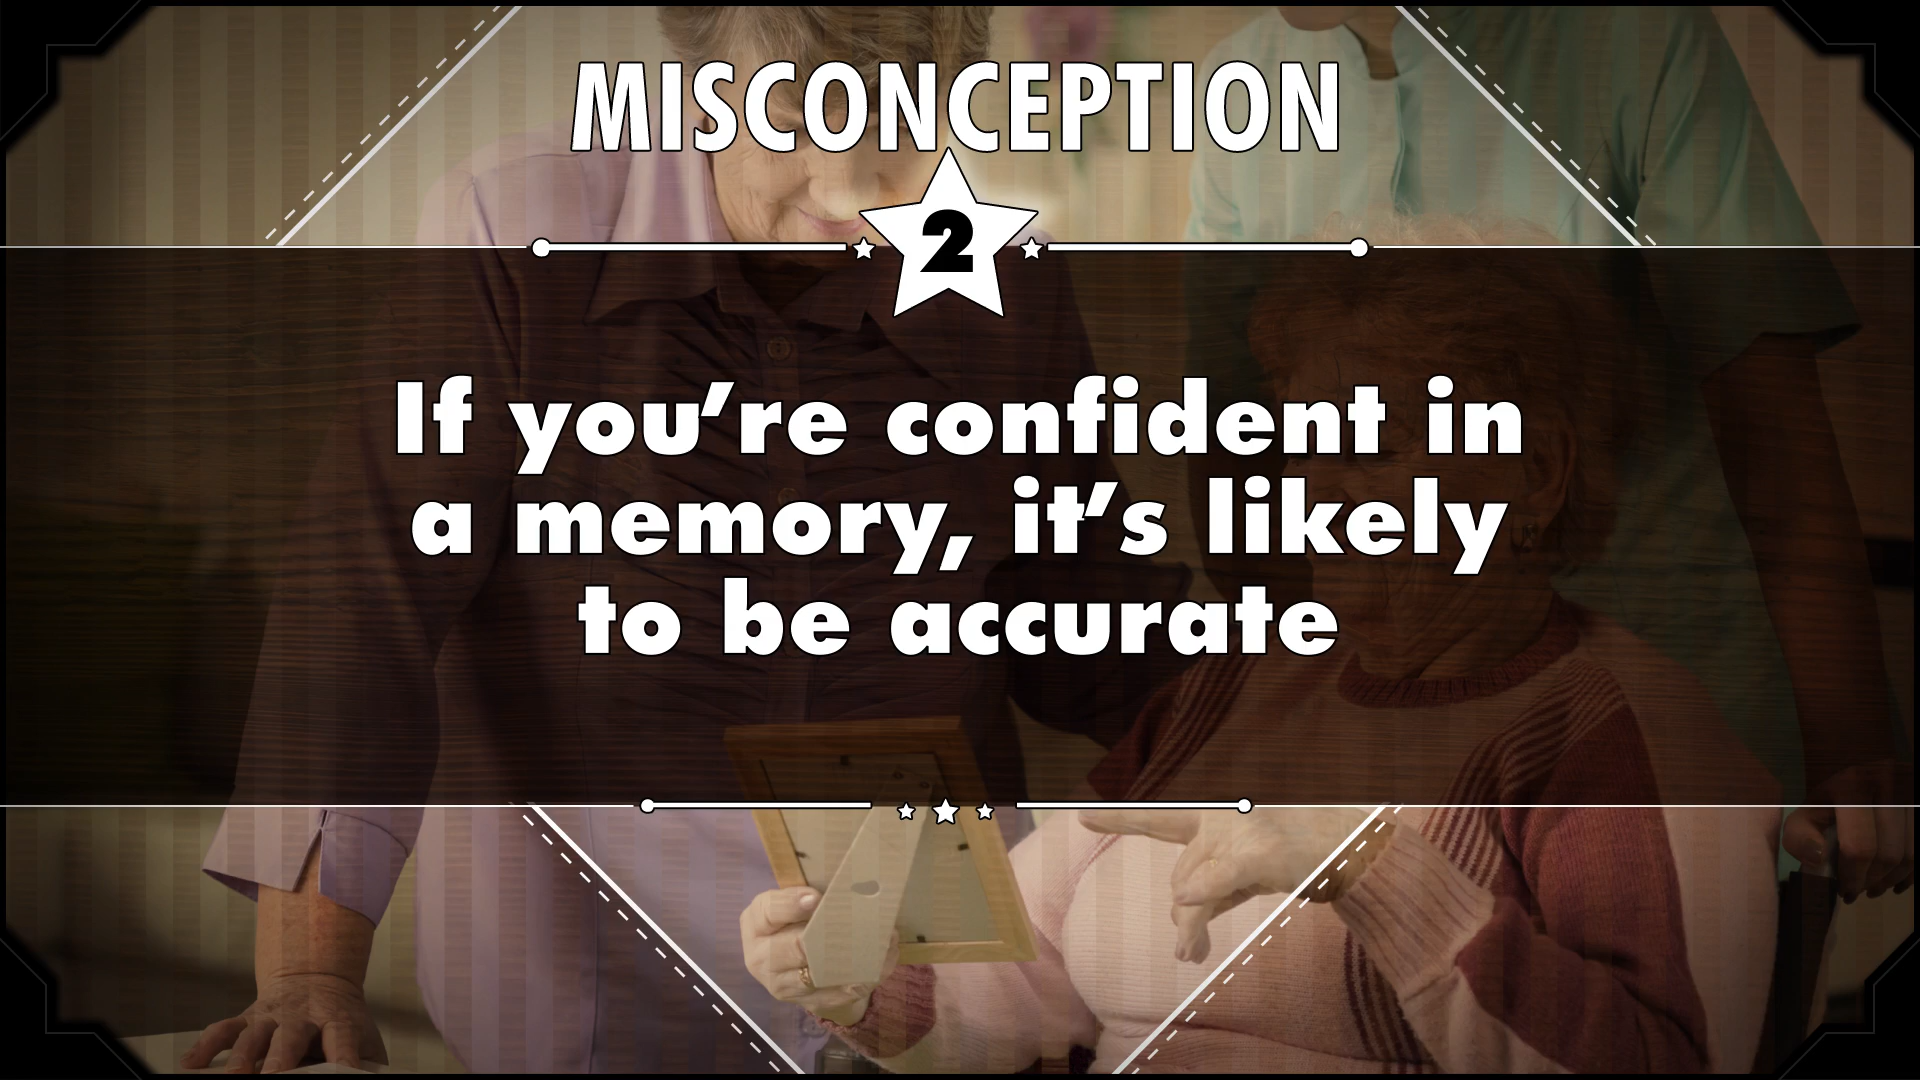 MISCONCEPTION
2
If you’re confident in
a memory, it’s likely
to be accurate